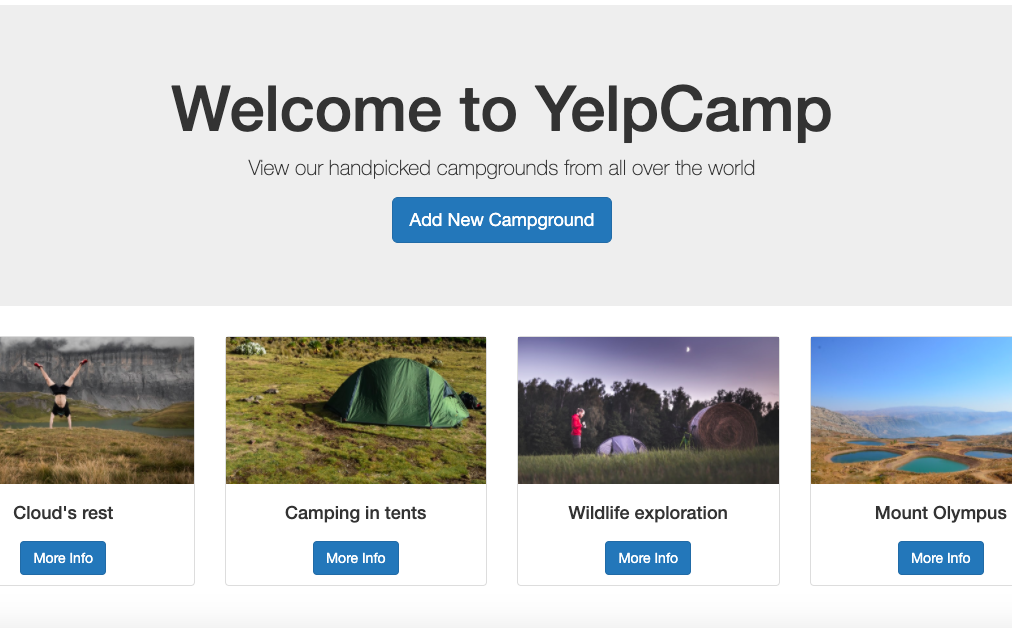 Welcome to YelpCamp
View our handpicked campgrounds from all over the world
Add New Campground
Cloud's rest
More Info
Camping in tents
More Info
Wildlife exploration
More Info
Mount Olympus
More Info